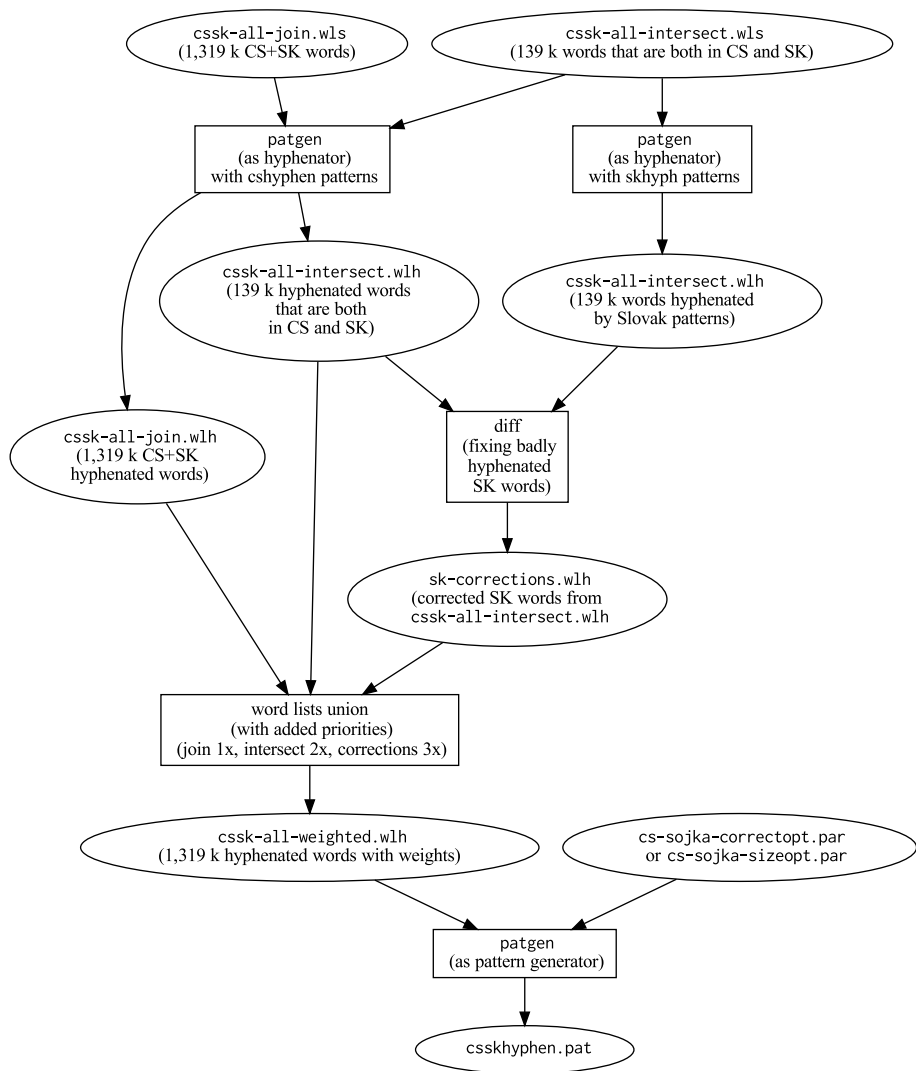 cssk-all-join.wls
(1,319 k CS+SK words)
cssk-all-intersect.wls
(139 k words that are both in CS and SK)
patgen
(as hyphenator)
with cshyphen patterns
patgen
(as hyphenator)
with skhyph patterns
cssk-all-intersect.wlh
(139 k hyphenated words
that are both
in CS and SK)
cssk-all-intersect.wlh
(139 k words hyphenated
by Slovak patterns)
cssk-all-join.wlh
(1,319 k CS+SK
hyphenated words)
diff
(fixing badly
hyphenated
SK words)
sk-corrections.wlh
(corrected SK words from
cssk-all-intersect.wlh
word lists union
(with added priorities)
(join 1x, intersect 2x, corrections 3x)
cssk-all-weighted.wlh
(1,319 k hyphenated words with weights)
cs-sojka-correctopt.par
or cs-sojka-sizeopt.par
patgen
(as pattern generator)
csskhyphen.pat